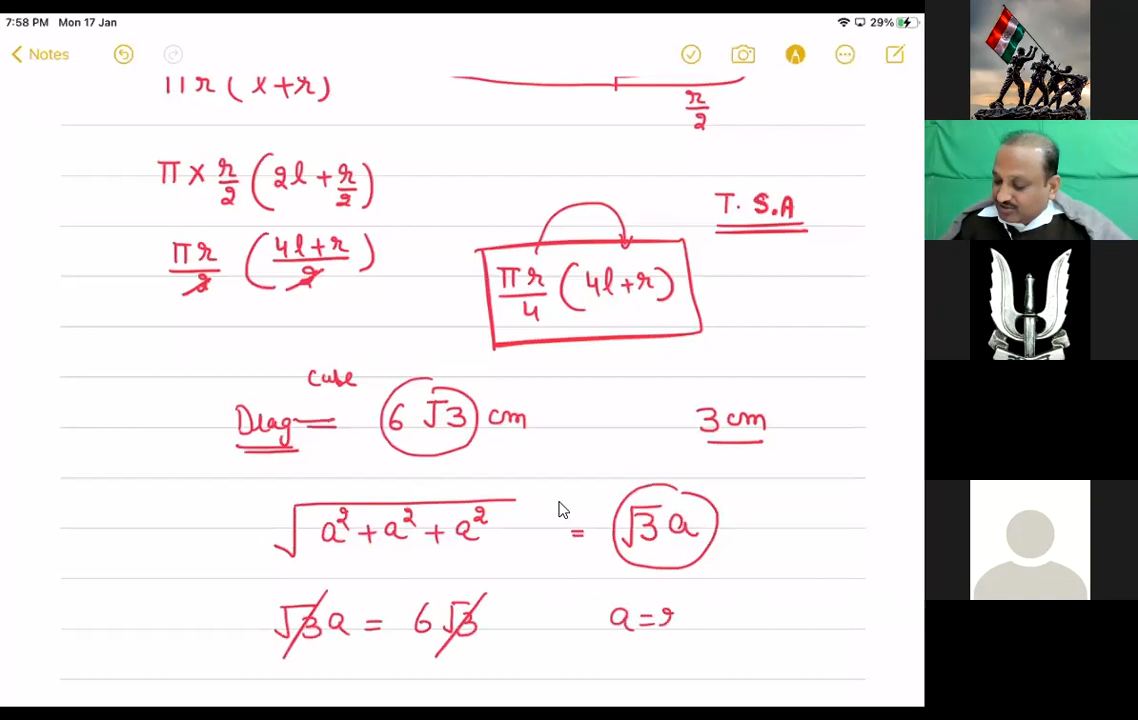 7:58 PM Mon 17 Jan 29%
Notes
πr (x+r)
r/2
π × r/2 (2l + r/2)
T. S.A
πr/2 (4l+r/2)
πr/4 (4l+r)
Cube
Diag = 6√3 cm 3 cm
√(a² + a² + a²) = √3 a
√3a = 6√3 a=